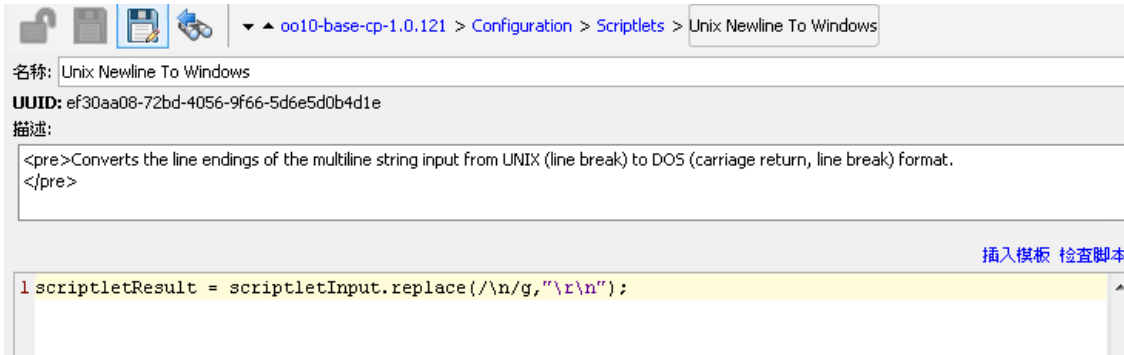 oo10-base-cp-1.0.121 > Configuration > Scriptlets > Unix Newline To Windows
名称: Unix Newline To Windows
UUID: ef30aa08-72bd-4056-9f66-5d6e5d0b4d1e
描述:
<pre>Converts the line endings of the multiline string input from UNIX (line break) to DOS (carriage return, line break) format.
</pre>
插入模板 检查脚本
1 scriptletResult = scriptletInput.replace(/\n/g,"\r\n");